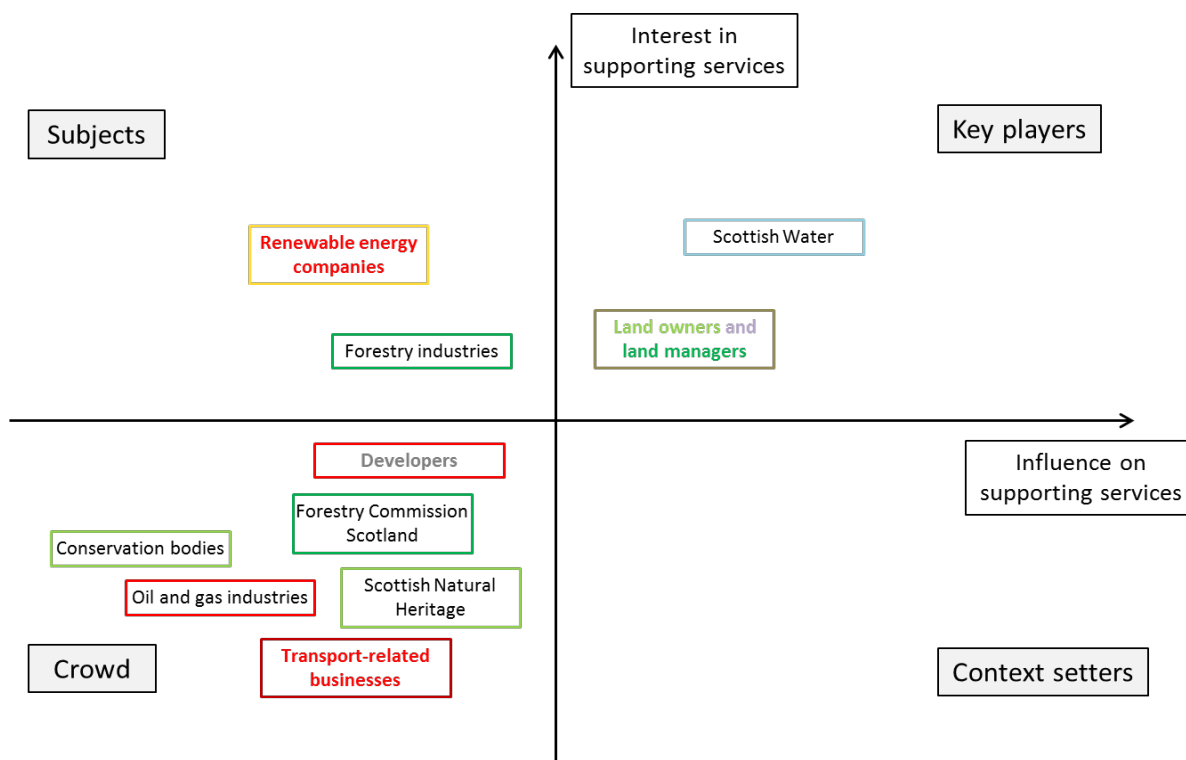 Interest in
supporting services
Subjects
Key players
Renewable energy
companies
Scottish Water
Forestry industries
Land owners and
land managers
Developers
Influence on
supporting services
Forestry Commission
Scotland
Conservation bodies
Oil and gas industries
Scottish Natural
Heritage
Crowd
Transport-related
businesses
Context setters